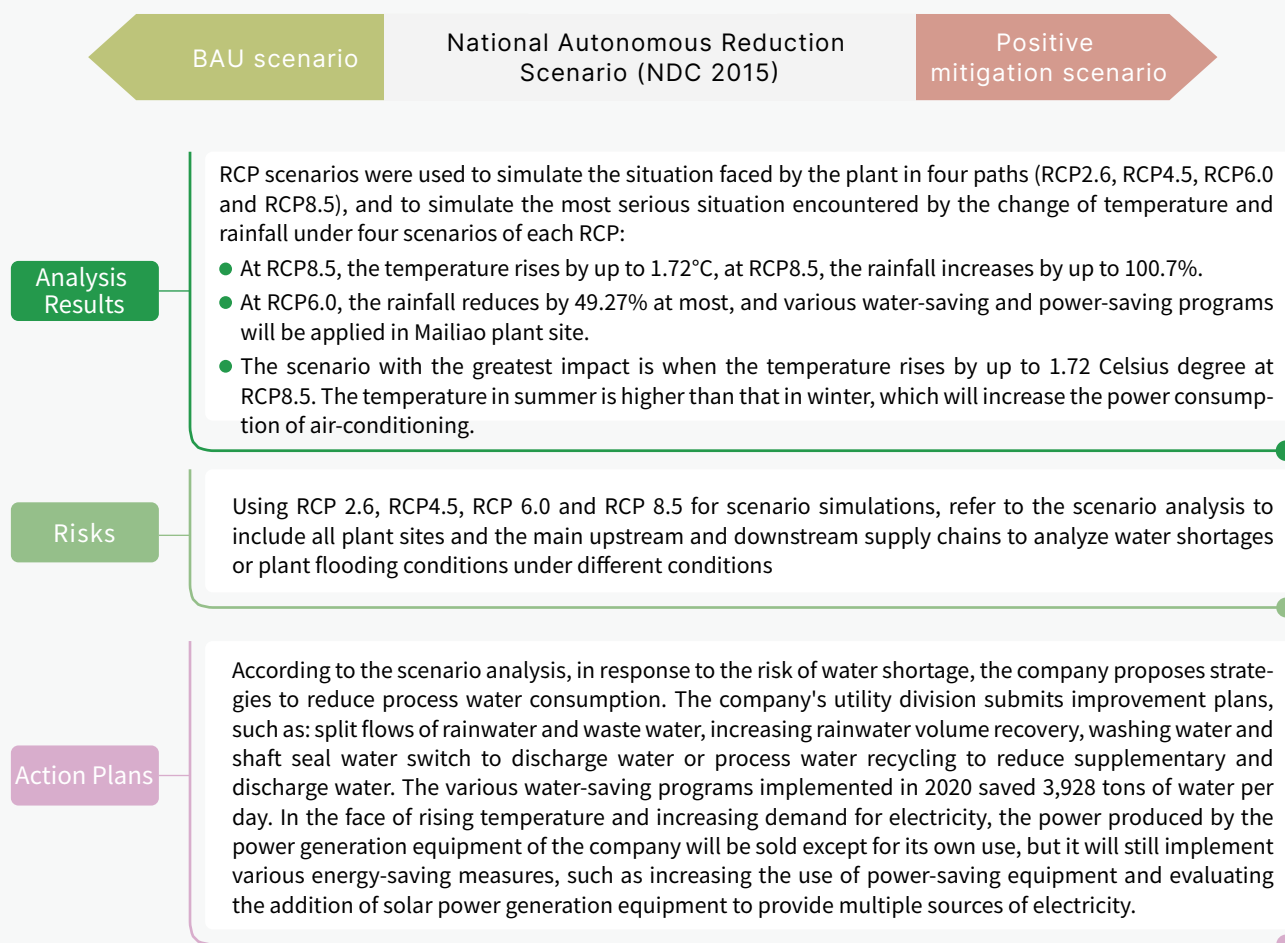 BAU scenario
National Autonomous Reduction
Scenario (NDC 2015)
Positive
mitigation scenario
Analysis
Results
RCP scenarios were used to simulate the situation faced by the plant in four paths (RCP2.6, RCP4.5, RCP6.0
and RCP8.5), and to simulate the most serious situation encountered by the change of temperature and
rainfall under four scenarios of each RCP:
At RCP8.5, the temperature rises by up to 1.72°C, at RCP8.5, the rainfall increases by up to 100.7%.
At RCP6.0, the rainfall reduces by 49.27% at most, and various water-saving and power-saving programs
will be applied in Mailiao plant site.
The scenario with the greatest impact is when the temperature rises by up to 1.72 Celsius degree at
RCP8.5. The temperature in summer is higher than that in winter, which will increase the power consump-
tion of air-conditioning.
Risks
Using RCP 2.6, RCP4.5, RCP 6.0 and RCP 8.5 for scenario simulations, refer to the scenario analysis to
include all plant sites and the main upstream and downstream supply chains to analyze water shortages
or plant flooding conditions under different conditions
Action Plans
According to the scenario analysis, in response to the risk of water shortage, the company proposes strate-
gies to reduce process water consumption. The company's utility division submits improvement plans,
such as: split flows of rainwater and waste water, increasing rainwater volume recovery, washing water and
shaft seal water switch to discharge water or process water recycling to reduce supplementary and
discharge water. The various water-saving programs implemented in 2020 saved 3,928 tons of water per
day. In the face of rising temperature and increasing demand for electricity, the power produced by the
power generation equipment of the company will be sold except for its own use, but it will still implement
various energy-saving measures, such as increasing the use of power-saving equipment and evaluating
the addition of solar power generation equipment to provide multiple sources of electricity.